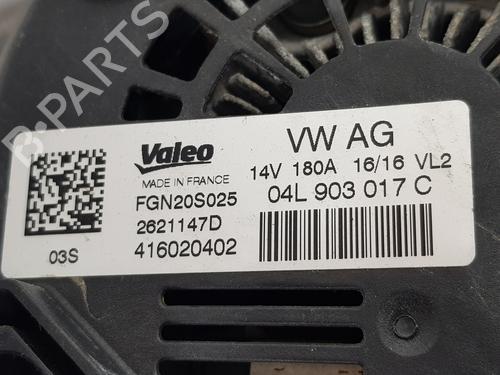 Valeo
MADE IN FRANCE
FGN20S025
2621147D
416020402
03S
VW AG
14V 180A 16/16 VL2
04L 903 017 C
B-PARTS